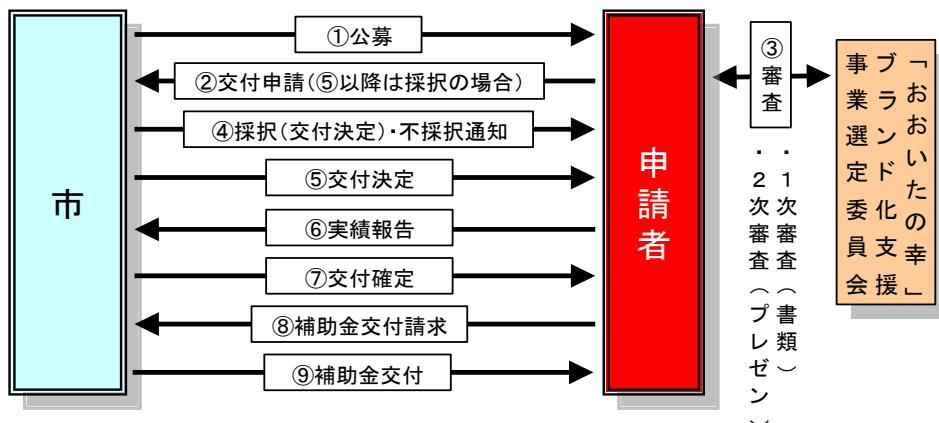 市
①公募
②交付申請(⑤以降は採択の場合)
④採択(交付決定)・不採択通知
⑤交付決定
⑥実績報告
⑦交付確定
⑧補助金交付請求
⑨補助金交付
申請者
③審査
・1次審査(書類)
・2次審査(プレゼン)
「おおいたの幸」
ブランド化支援
事業選定委員会